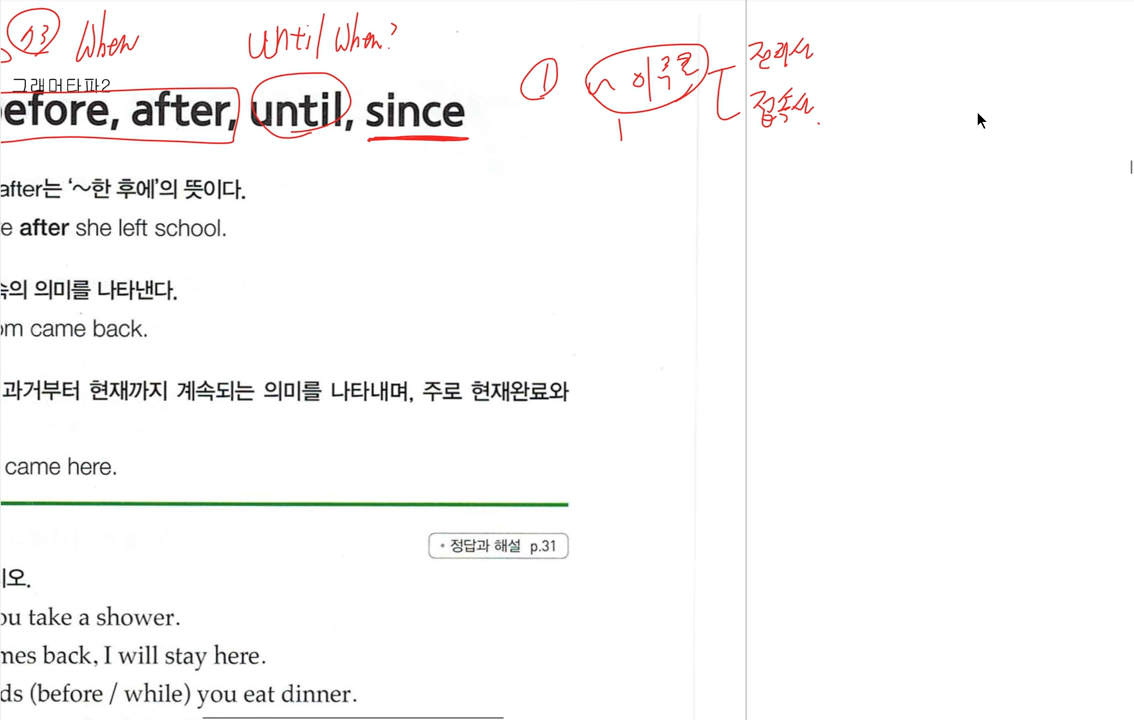 그래머타파2
When until when?
before, after, until, since
① ~ 이후로 전치사
접속사.
after는 '~한 후에'의 뜻이다.
e after she left school.
속의 의미를 나타낸다.
om came back.
과거부터 현재까지 계속되는 의미를 나타내며, 주로 현재완료와
came here.
• 정답과 해설 p.31
시오.
ou take a shower.
mes back, I will stay here.
ds (before / while) you eat dinner.